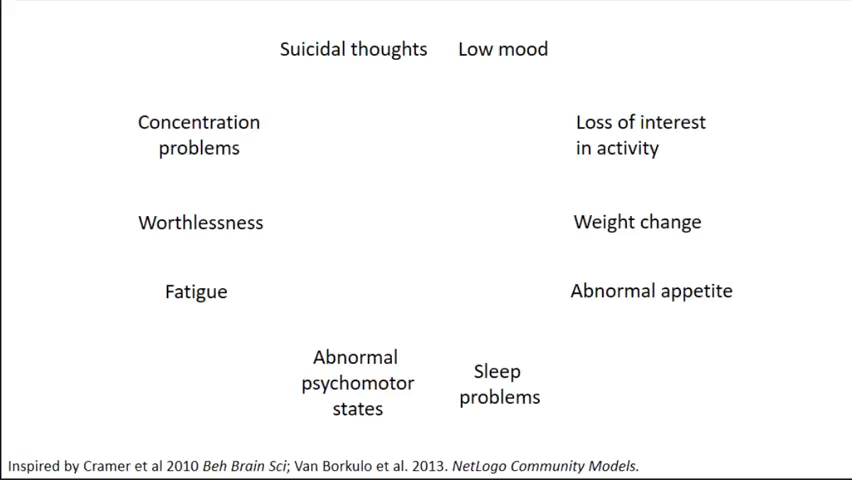 Suicidal thoughts
Low mood
Concentration
problems
Loss of interest
in activity
Worthlessness
Weight change
Fatigue
Abnormal appetite
Abnormal
psychomotor
states
Sleep
problems
Inspired by Cramer et al 2010 Beh Brain Sci; Van Borkulo et al. 2013. NetLogo Community Models.